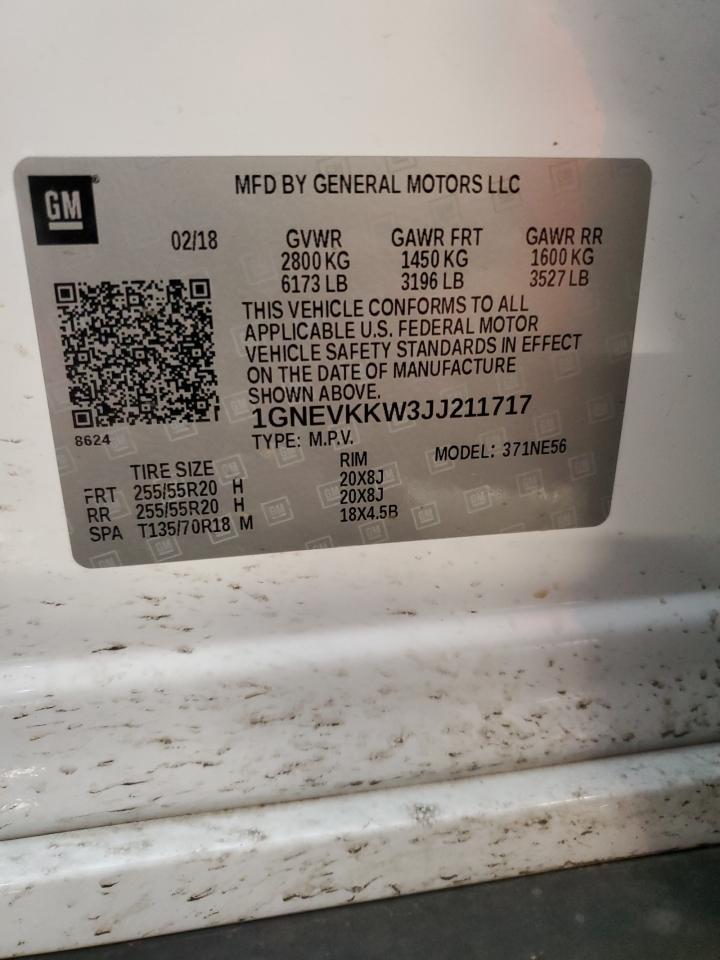 GM
MFD BY GENERAL MOTORS LLC
02/18 GVWR GAWR FRT GAWR RR
2800 KG 1450 KG 1600 KG
6173 LB 3196 LB 3527 LB
THIS VEHICLE CONFORMS TO ALL
APPLICABLE U.S. FEDERAL MOTOR
VEHICLE SAFETY STANDARDS IN EFFECT
ON THE DATE OF MANUFACTURE
SHOWN ABOVE.
1GNEVKKW3JJ211717
8624
TYPE: M.P.V. MODEL: 371NE56
TIRE SIZE RIM
FRT 255/55R20 H 20X8J
RR 255/55R20 H 20X8J
SPA T135/70R18 M 18X4.5B